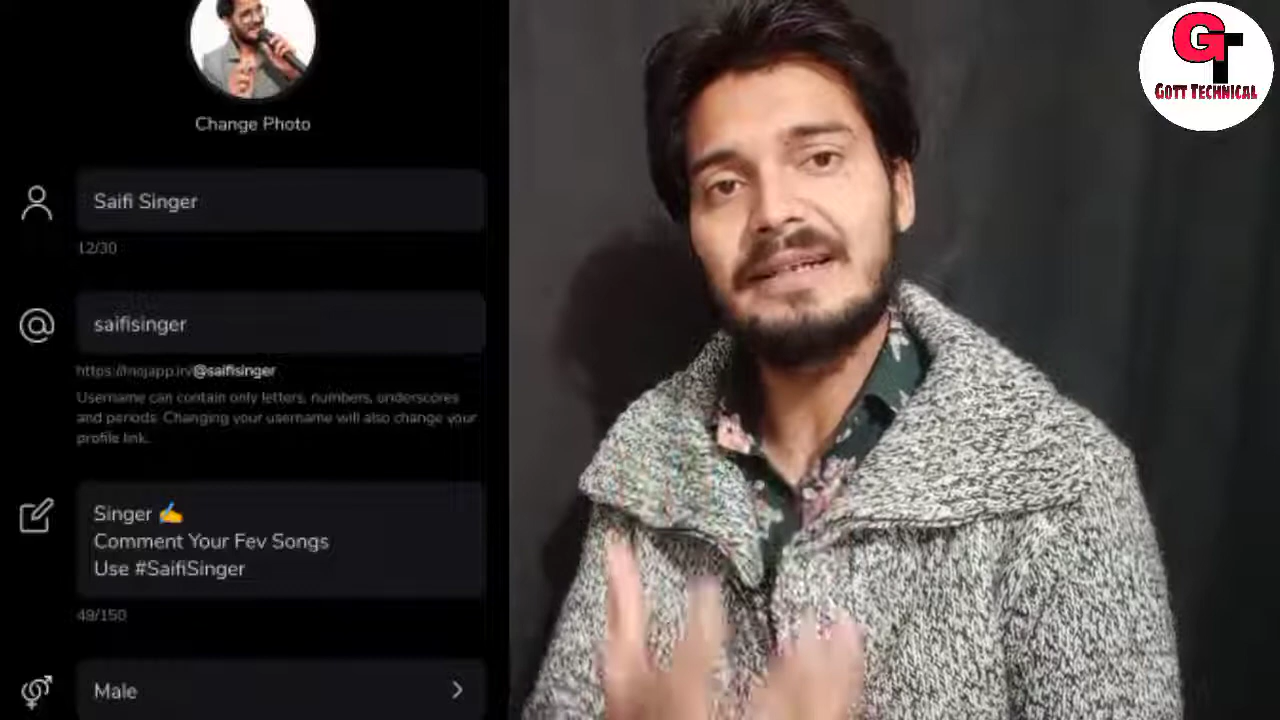 GT
GOTT TECHNICAL
Change Photo
Saifi Singer
12/30
saifisinger
https://mojapp.in/@saifisinger
Username can contain only letters, numbers, underscores
and periods. Changing your username will also change your
profile link.
Singer ✍️
Comment Your Fev Songs
Use #SaifiSinger
49/150
Male